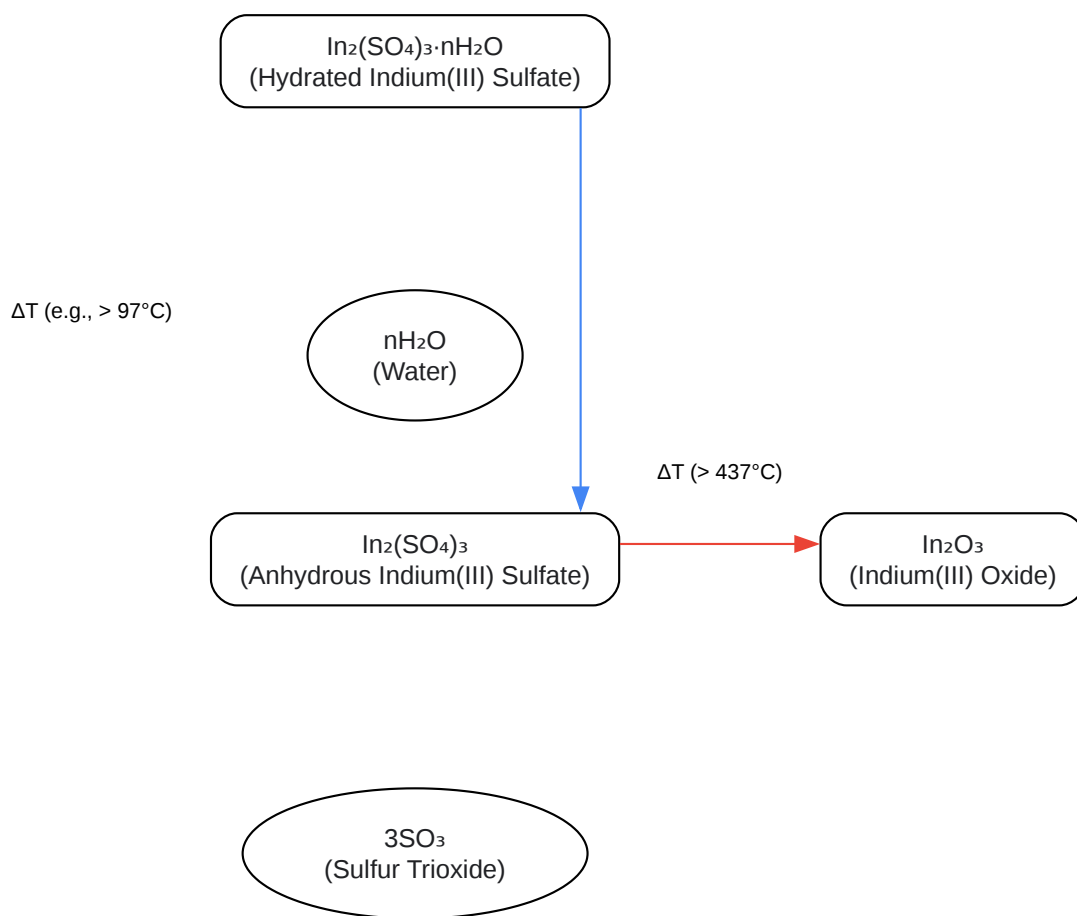 In₂(SO₄)₃·nH₂O
(Hydrated Indium(III) Sulfate)
ΔT (e.g., > 97°C)
nH₂O
(Water)
ΔT (> 437°C)
In₂(SO₄)₃
(Anhydrous Indium(III) Sulfate)
In₂O₃
(Indium(III) Oxide)
3SO₃
(Sulfur Trioxide)